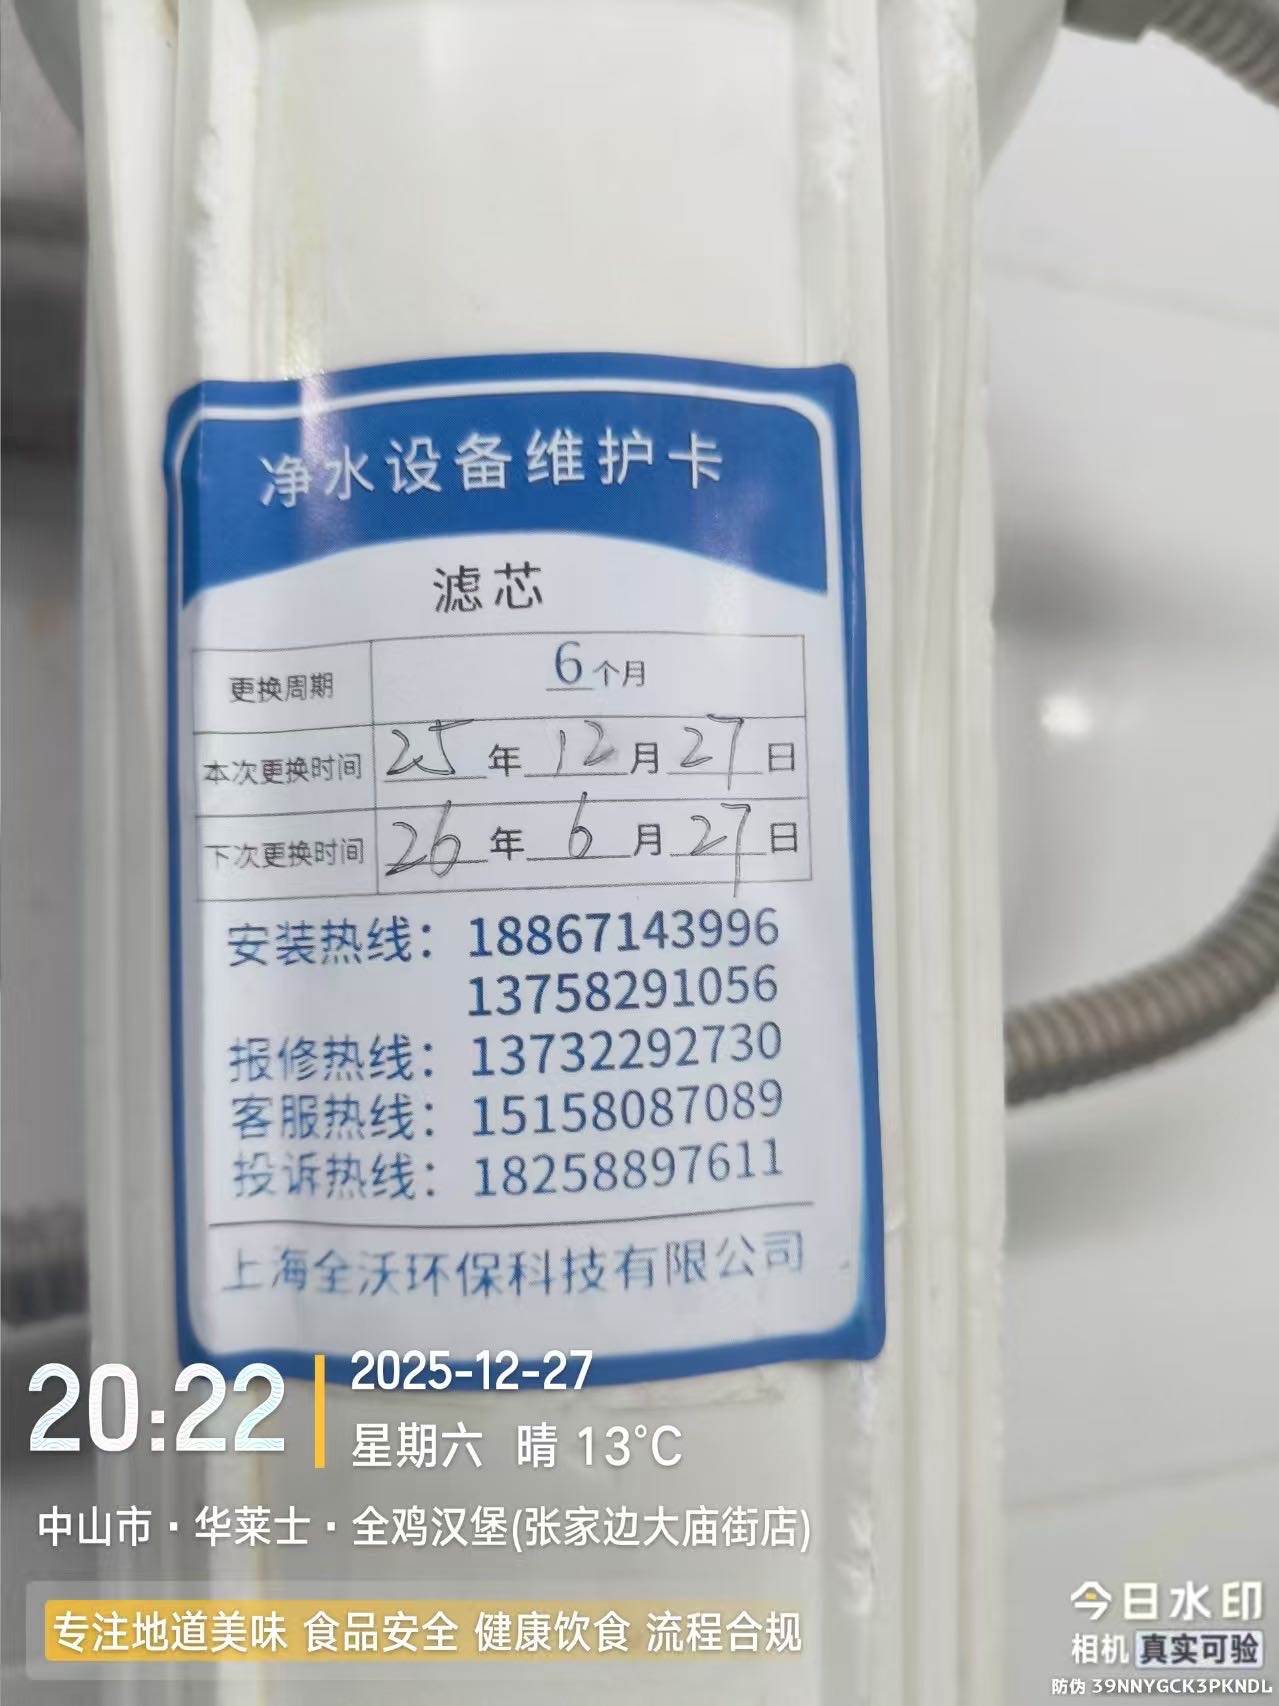 净水设备维护卡
滤芯
更换周期 6个月
本次更换时间 25年12月27日
下次更换时间 26年6月27日
安装热线：18867143996
13758291056
报修热线：13732292730
客服热线：15158087089
投诉热线：18258897611
上海全沃环保科技有限公司
20:22
2025-12-27
星期六 晴 13°C
中山市·华莱士·全鸡汉堡(张家边大庙街店)
专注地道美味 食品安全 健康饮食 流程合规
今日水印
相机 真实可验
防伪 39NNYGCK3PKNDL